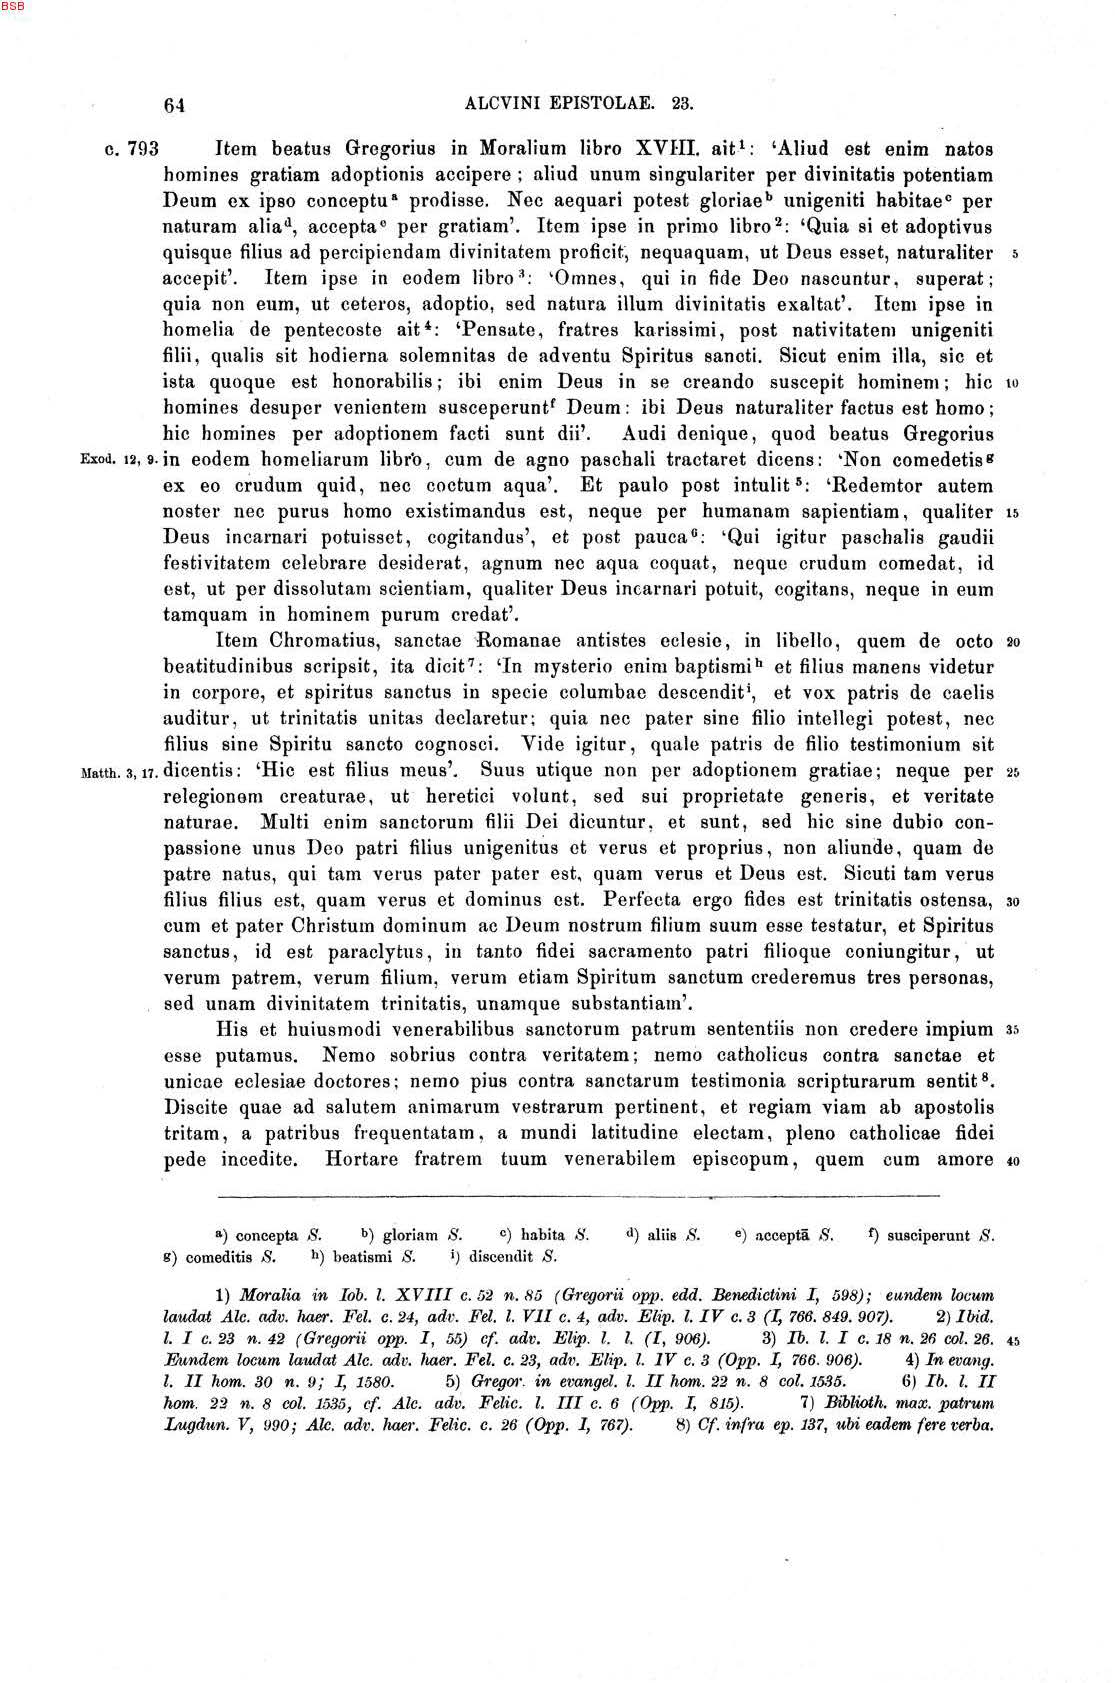 BSB
64 ALCVINI EPISTOLAE. 23.
c. 793 Item beatus Gregorius in Moralium libro XVIII. ait¹: ‘Aliud est enim natos
homines gratiam adoptionis accipere; aliud unum singulariter per divinitatis potentiam
Deum ex ipso conceptuᵃ prodisse. Nec aequari potest gloriaeᵇ unigeniti habitaeᶜ per
naturam aliaᵈ, acceptaᵉ per gratiam’. Item ipse in primo libro²: ‘Quia si et adoptivus
quisque filius ad percipiendam divinitatem proficit, nequaquam, ut Deus esset, naturaliter 5
accepit’. Item ipse in eodem libro³: ‘Omnes, qui in fide Deo nascuntur, superat;
quia non eum, ut ceteros, adoptio, sed natura illum divinitatis exaltat’. Item ipse in
homelia de pentecoste ait⁴: ‘Pensate, fratres karissimi, post nativitatem unigeniti
filii, qualis sit hodierna solemnitas de adventu Spiritus sancti. Sicut enim illa, sic et
ista quoque est honorabilis; ibi enim Deus in se creando suscepit hominem; hic 10
homines desuper venientem susceperuntᶠ Deum: ibi Deus naturaliter factus est homo;
hic homines per adoptionem facti sunt dii’. Audi denique, quod beatus Gregorius
Exod. 12, 9. in eodem homeliarum libro, cum de agno paschali tractaret dicens: ‘Non comedetisᵍ
ex eo crudum quid, nec coctum aqua’. Et paulo post intulit⁵: ‘Redemtor autem
noster nec purus homo existimandus est, neque per humanam sapientiam, qualiter 15
Deus incarnari potuisset, cogitandus’, et post pauca⁶: ‘Qui igitur paschalis gaudii
festivitatem celebrare desiderat, agnum nec aqua coquat, neque crudum comedat, id
est, ut per dissolutam scientiam, qualiter Deus incarnari potuit, cogitans, neque in eum
tamquam in hominem purum credat’.
Item Chromatius, sanctae Romanae antistes eclesie, in libello, quem de octo 20
beatitudinibus scripsit, ita dicit⁷: ‘In mysterio enim baptismiʰ et filius manens videtur
in corpore, et spiritus sanctus in specie columbae descenditⁱ, et vox patris de caelis
auditur, ut trinitatis unitas declaretur; quia nec pater sine filio intellegi potest, nec
filius sine Spiritu sancto cognosci. Vide igitur, quale patris de filio testimonium sit
Matth. 3, 17. dicentis: ‘Hic est filius meus’. Suus utique non per adoptionem gratiae; neque per 25
relegionem creaturae, ut heretici volunt, sed sui proprietate generis, et veritate
naturae. Multi enim sanctorum filii Dei dicuntur, et sunt, sed hic sine dubio con-
passione unus Deo patri filius unigenitus et verus et proprius, non aliunde, quam de
patre natus, qui tam verus pater pater est, quam verus et Deus est. Sicuti tam verus
filius filius est, quam verus et dominus est. Perfecta ergo fides est trinitatis ostensa, 30
cum et pater Christum dominum ac Deum nostrum filium suum esse testatur, et Spiritus
sanctus, id est paraclytus, in tanto fidei sacramento patri filioque coniungitur, ut
verum patrem, verum filium, verum etiam Spiritum sanctum crederemus tres personas,
sed unam divinitatem trinitatis, unamque substantiam’.
His et huiusmodi venerabilibus sanctorum patrum sententiis non credere impium 35
esse putamus. Nemo sobrius contra veritatem; nemo catholicus contra sanctae et
unicae eclesiae doctores; nemo pius contra sanctarum testimonia scripturarum sentit⁸.
Discite quae ad salutem animarum vestrarum pertinent, et regiam viam ab apostolis
tritam, a patribus frequentatam, a mundi latitudine electam, pleno catholicae fidei
pede incedite. Hortare fratrem tuum venerabilem episcopum, quem cum amore 40
a) concepta S. b) gloriam S. c) habita S. d) aliis S. e) acceptā S. f) susciperunt S.
g) comeditis S. h) beatismi S. i) discendit S.
1) Moralia in Iob. l. XVIII c. 52 n. 85 (Gregorii opp. edd. Benedictini I, 598); eundem locum
laudat Alc. adv. haer. Fel. c. 24, adv. Fel. l. VII c. 4, adv. Elip. l. IV c. 3 (I, 766. 849. 907). 2) Ibid.
l. I c. 23 n. 42 (Gregorii opp. I, 55) cf. adv. Elip. l. l. (I, 906). 3) Ib. l. I c. 18 n. 26 col. 26. 45
Eundem locum laudat Alc. adv. haer. Fel. c. 23, adv. Elip. l. IV c. 3 (Opp. I, 766. 906). 4) In evang.
l. II hom. 30 n. 9; I, 1580. 5) Gregor. in evangel. l. II hom. 22 n. 8 col. 1535. 6) Ib. l. II
hom. 22 n. 8 col. 1535, cf. Alc. adv. Felic. l. III c. 6 (Opp. I, 815). 7) Biblioth. max. patrum
Lugdun. V, 990; Alc. adv. haer. Felic. c. 26 (Opp. I, 767). 8) Cf. infra ep. 137, ubi eadem fere verba.